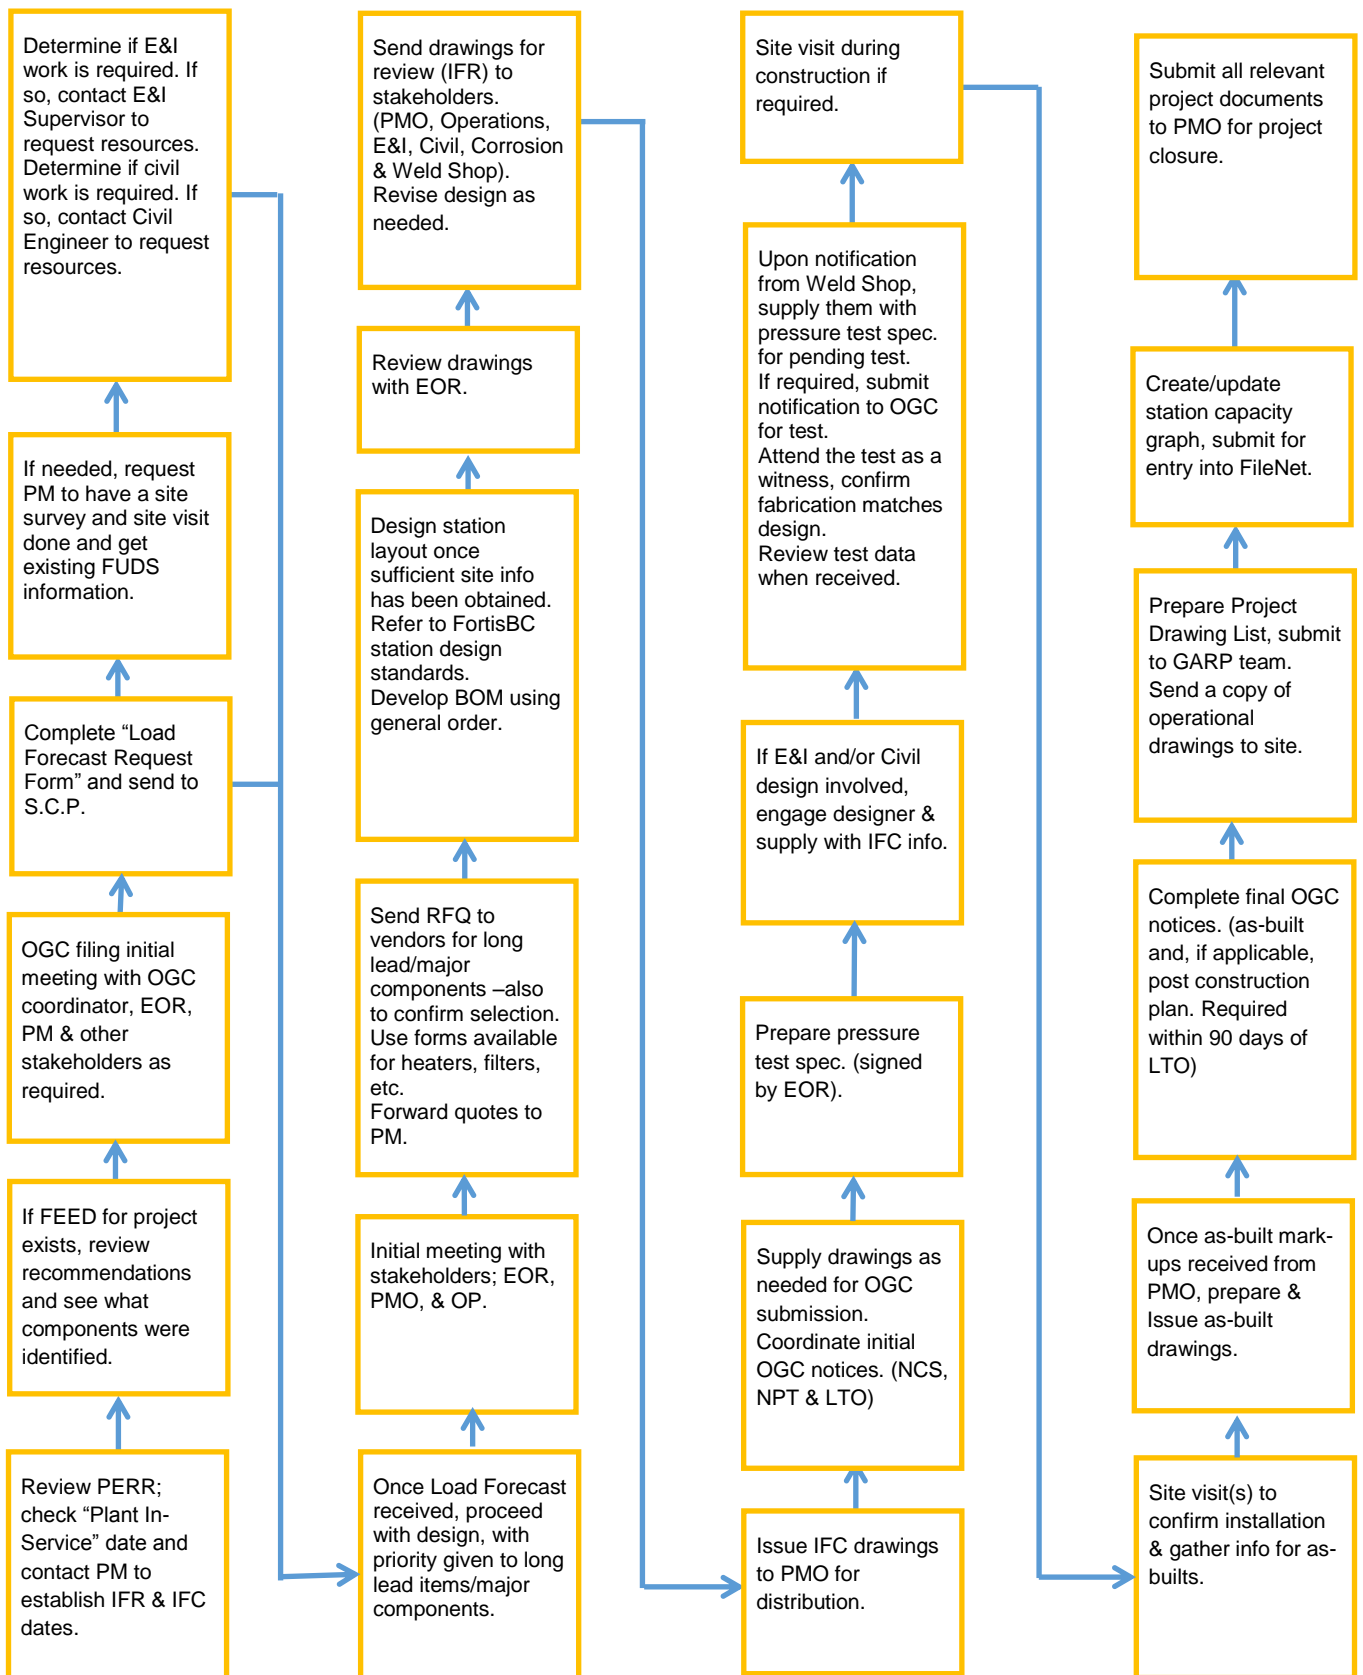 Determine if E&I
work is required. If
so, contact E&I
Supervisor to
request resources.
Determine if civil
work is required. If
so, contact Civil
Engineer to request
resources.
If needed, request
PM to have a site
survey and site visit
done and get
existing FUDS
information.
Complete “Load
Forecast Request
Form” and send to
S.C.P.
OGC filing initial
meeting with OGC
coordinator, EOR,
PM & other
stakeholders as
required.
If FEED for project
exists, review
recommendations
and see what
components were
identified.
Review PERR;
check “Plant In-
Service” date and
contact PM to
establish IFR & IFC
dates.
Send drawings for
review (IFR) to
stakeholders.
(PMO, Operations,
E&I, Civil, Corrosion
& Weld Shop).
Revise design as
needed.
Review drawings
with EOR.
Design station
layout once
sufficient site info
has been obtained.
Refer to FortisBC
station design
standards.
Develop BOM using
general order.
Send RFQ to
vendors for long
lead/major
components –also
to confirm selection.
Use forms available
for heaters, filters,
etc.
Forward quotes to
PM.
Initial meeting with
stakeholders; EOR,
PMO, & OP.
Once Load Forecast
received, proceed
with design, with
priority given to long
lead items/major
components.
Site visit during
construction if
required.
Upon notification
from Weld Shop,
supply them with
pressure test spec.
for pending test.
If required, submit
notification to OGC
for test.
Attend the test as a
witness, confirm
fabrication matches
design.
Review test data
when received.
If E&I and/or Civil
design involved,
engage designer &
supply with IFC info.
Prepare pressure
test spec. (signed
by EOR).
Supply drawings as
needed for OGC
submission.
Coordinate initial
OGC notices. (NCS,
NPT & LTO)
Issue IFC drawings
to PMO for
distribution.
Submit all relevant
project documents
to PMO for project
closure.
Create/update
station capacity
graph, submit for
entry into FileNet.
Prepare Project
Drawing List, submit
to GARP team.
Send a copy of
operational
drawings to site.
Complete final OGC
notices. (as-built
and, if applicable,
post construction
plan. Required
within 90 days of
LTO)
Once as-built mark-
ups received from
PMO, prepare &
Issue as-built
drawings.
Site visit(s) to
confirm installation
& gather info for as-
builts.